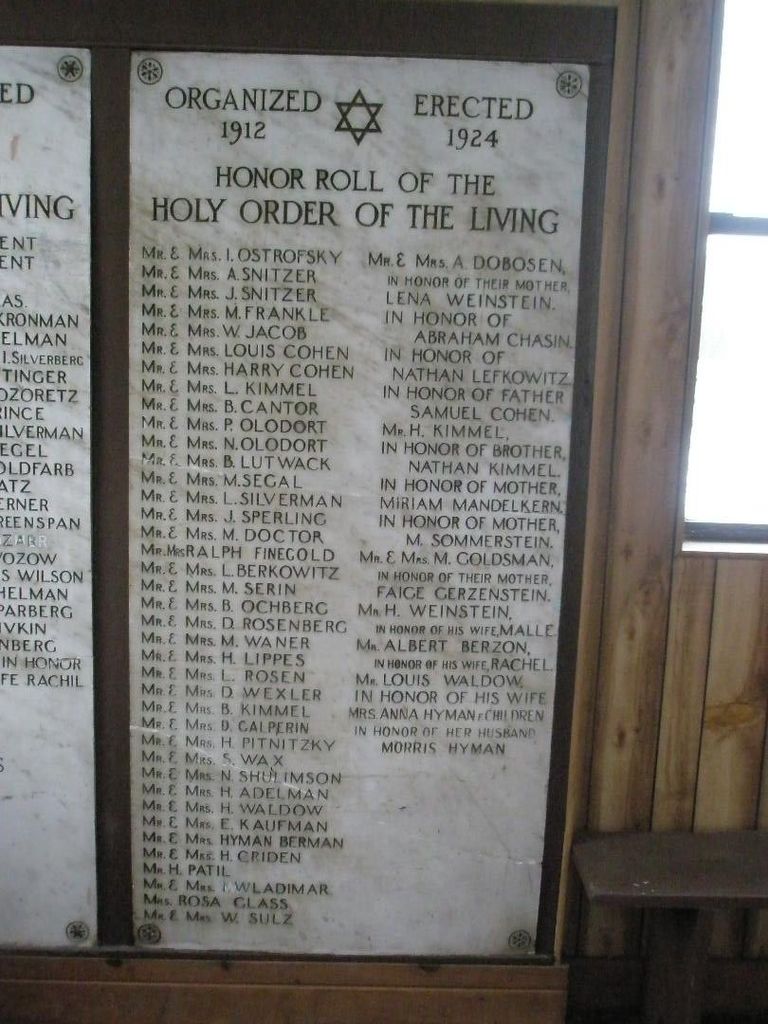 ED
IVING
ENT
ENT
AS.
KRONMAN
ELMAN
I. SILVERBERG
TINGER
OZORETZ
RINCE
ILVERMAN
EGEL
OLDFARB
ATZ
ERNER
REENSPAN
VOZOW
S WILSON
HELMAN
PARBERG
IVKIN
NBERG
IN HONOR
FE RACHIL
S
ORGANIZED
1912
ERECTED
1924
HONOR ROLL OF THE
HOLY ORDER OF THE LIVING
MR. & MRS. I. OSTROFSKY
MR. & MRS. A. SNITZER
MR. & MRS. J. SNITZER
MR. & MRS. M. FRANKLE
MR. & MRS. W. JACOB
MR. & MRS. LOUIS COHEN
MR. & MRS. HARRY COHEN
MR. & MRS. L. KIMMEL
MR. & MRS. B. CANTOR
MR. & MRS. P. OLODORT
MR. & MRS. N. OLODORT
MR. & MRS. B. LUTWACK
MR. & MRS. M. SEGAL
MR. & MRS. L. SILVERMAN
MR. & MRS. J. SPERLING
MR. & MRS. M. DOCTOR
MR. MRS RALPH FINEGOLD
MR. & MRS. L. BERKOWITZ
MR. & MRS. M. SERIN
MR. & MRS. B. OCHBERG
MR. & MRS. D. ROSENBERG
MR. & MRS. M. WANER
MR. & MRS. H. LIPPES
MR. & MRS. L. ROSEN
MR. & MRS. D. WEXLER
MR. & MRS. B. KIMMEL
MR. & MRS. D. GALPERIN
MR. & MRS. H. PITNITZKY
MR. & MRS. S. WAX
MR. & MRS. N. SHULIMSON
MR. & MRS. H. ADELMAN
MR. & MRS. H. WALDOW
MR. & MRS. E. KAUFMAN
MR. & MRS. HYMAN BERMAN
MR. & MRS. H. CRIDEN
MR. H. PATIL
MR. & MRS. I. WLADIMAR
MRS. ROSA GLASS
MR. & MRS. W. SULZ
MR. & MRS. A. DOBOSEN,
IN HONOR OF THEIR MOTHER,
LENA WEINSTEIN.
IN HONOR OF
ABRAHAM CHASIN.
IN HONOR OF
NATHAN LEFKOWITZ.
IN HONOR OF FATHER
SAMUEL COHEN.
MR. H. KIMMEL,
IN HONOR OF BROTHER,
NATHAN KIMMEL.
IN HONOR OF MOTHER,
MIRIAM MANDELKERN.
IN HONOR OF MOTHER,
M. SOMMERSTEIN.
MR. & MRS. M. GOLDSMAN,
IN HONOR OF THEIR MOTHER,
FAIGE GERZENSTEIN.
MR. H. WEINSTEIN,
IN HONOR OF HIS WIFE, MALLE.
MR. ALBERT BERZON,
IN HONOR OF HIS WIFE, RACHEL.
MR. LOUIS WALDOW,
IN HONOR OF HIS WIFE
MRS. ANNA HYMAN & CHILDREN
IN HONOR OF HER HUSBAND
MORRIS HYMAN